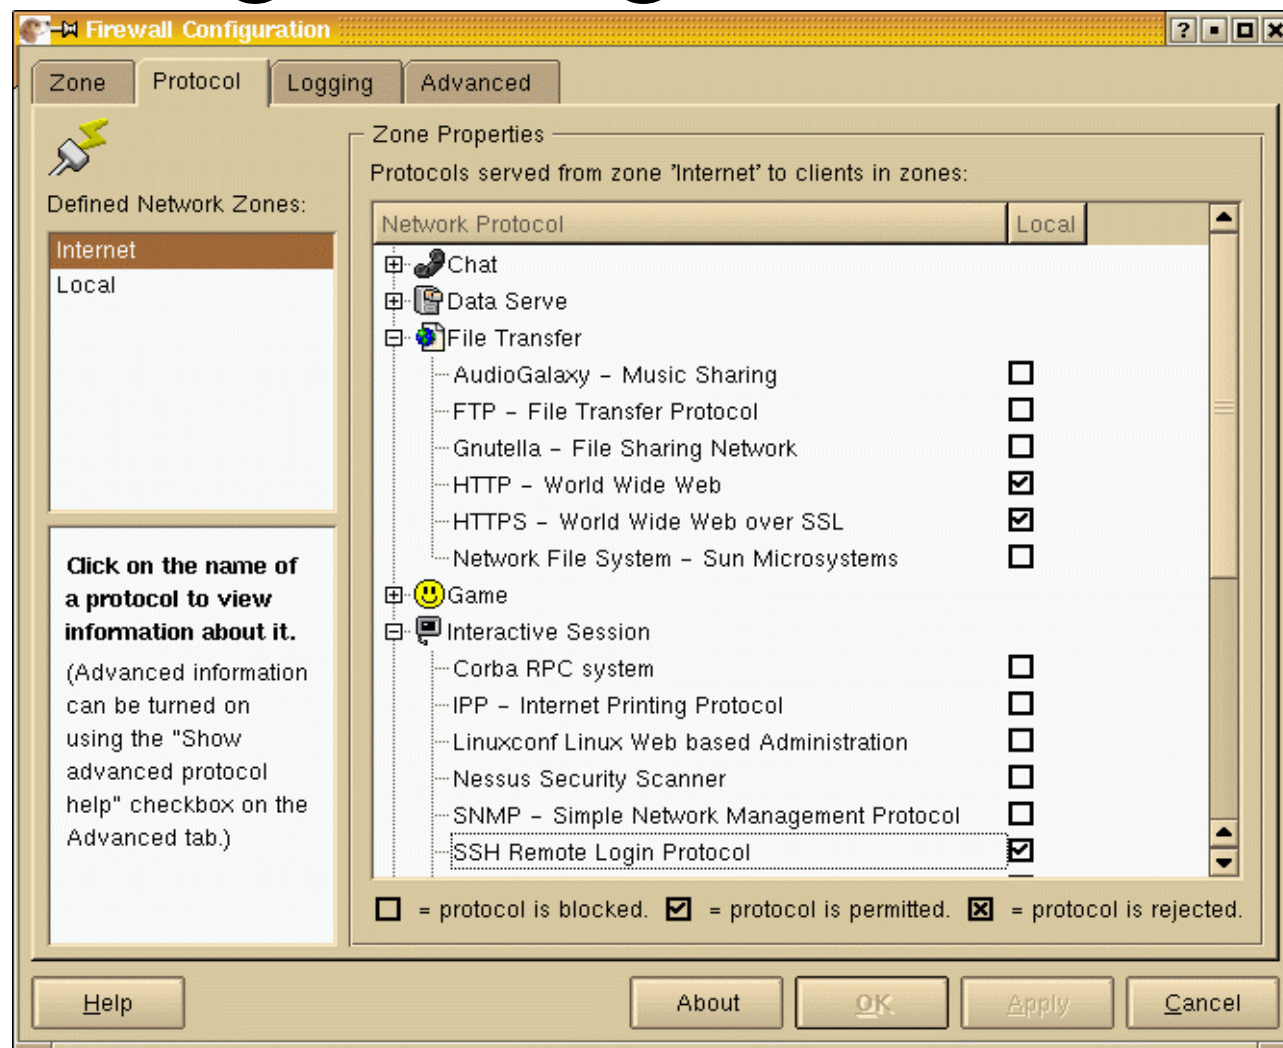 Firewall Configuration
Zone
Protocol
Logging
Advanced
Defined Network Zones:
Internet
Local
Click on the name of
a protocol to view
information about it.
(Advanced information
can be turned on
using the "Show
advanced protocol
help" checkbox on the
Advanced tab.)
Zone Properties
Protocols served from zone 'Internet' to clients in zones:
Network Protocol
Local
Chat
Data Serve
File Transfer
AudioGalaxy – Music Sharing
FTP – File Transfer Protocol
Gnutella – File Sharing Network
HTTP – World Wide Web
HTTPS – World Wide Web over SSL
Network File System – Sun Microsystems
Game
Interactive Session
Corba RPC system
IPP – Internet Printing Protocol
Linuxconf Linux Web based Administration
Nessus Security Scanner
SNMP – Simple Network Management Protocol
SSH Remote Login Protocol
= protocol is blocked. = protocol is permitted. = protocol is rejected.
Help
About
OK
Apply
Cancel